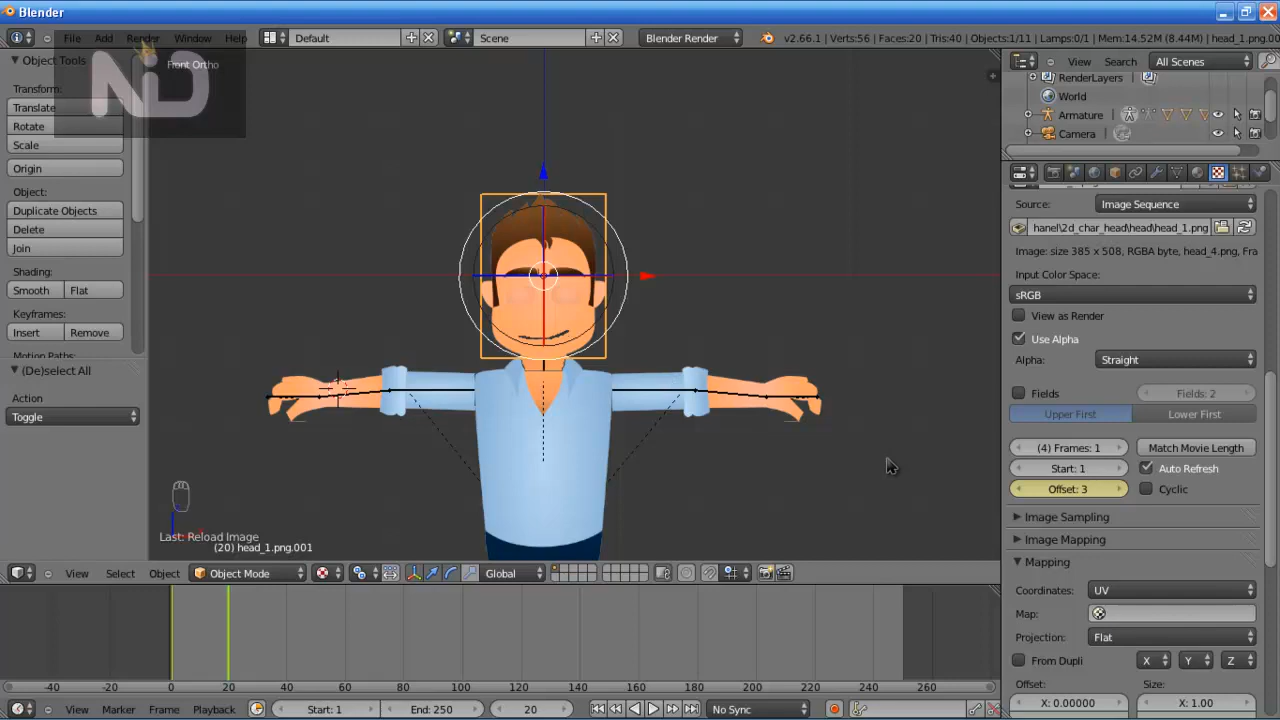 Blender
File Add Render Window Help Default Scene Blender Render v2.66.1 | Verts:56 | Faces:20 | Tris:40 | Objects:1/11 | Lamps:0/1 | Mem:14.52M (8.44M) | head_1.png.00
Object Tools
Transform:
Translate
Rotate
Scale
Origin
Object:
Duplicate Objects
Delete
Join
Shading:
Smooth Flat
Keyframes:
Insert Remove
Motion Paths:
(De)select All
Action
Toggle
ND
Front Ortho
Last: Reload Image
(20) head_1.png.001
View Select Object Object Mode Global
-40 -20 0 20 40 60 80 100 120 140 160 180 200 220 240 260
View Marker Frame Playback Start: 1 End: 250 20 No Sync
View Search All Scenes
RenderLayers
World
Armature
Camera
Source: Image Sequence
hanel\2d_char_head\head\head_1.png
Image: size 385 x 508, RGBA byte, head_4.png, Fra
Input Color Space:
sRGB
View as Render
Use Alpha
Alpha: Straight
Fields Fields: 2
Upper First Lower First
(4) Frames: 1 Match Movie Length
Start: 1 Auto Refresh
Offset: 3 Cyclic
Image Sampling
Image Mapping
Mapping
Coordinates: UV
Map:
Projection: Flat
From Dupli X Y Z
Offset: Size:
X: 0.00000 X: 1.00